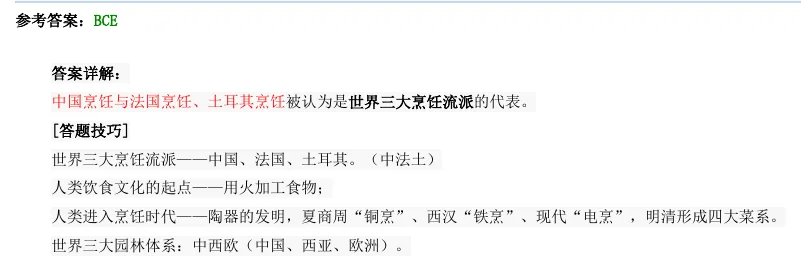 参考答案：BCE
答案详解：
中国烹饪与法国烹饪、土耳其烹饪被认为是世界三大烹饪流派的代表。
[答题技巧]
世界三大烹饪流派——中国、法国、土耳其。（中法土）
人类饮食文化的起点——用火加工食物；
人类进入烹饪时代——陶器的发明，夏商周“铜烹”、西汉“铁烹”、现代“电烹”，明清形成四大菜系。
世界三大园林体系：中西欧（中国、西亚、欧洲）。